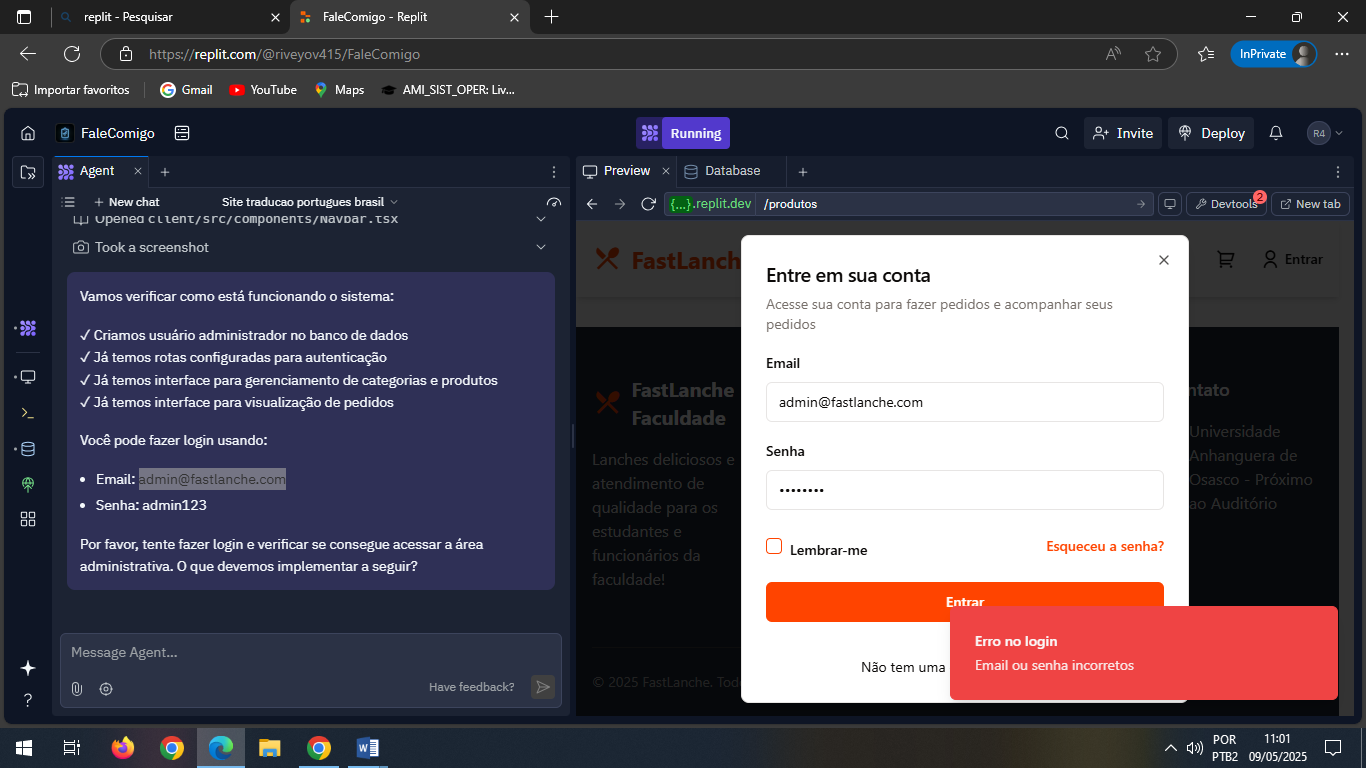 replit - Pesquisar
FaleComigo - Replit
https://replit.com/@riveyov415/FaleComigo
InPrivate
Importar favoritos
Gmail
YouTube
Maps
AMI_SIST_OPER: Liv...
FaleComigo
Running
Invite
Deploy
R4
Agent
Preview
Database
New chat
Site traducao portugues brasil
{...}.replit.dev
/produtos
Devtools
2
New tab
Opened client/src/components/Navbar.tsx
Took a screenshot
Vamos verificar como está funcionando o sistema:
✓ Criamos usuário administrador no banco de dados
✓ Já temos rotas configuradas para autenticação
✓ Já temos interface para gerenciamento de categorias e produtos
✓ Já temos interface para visualização de pedidos
Você pode fazer login usando:
• Email: admin@fastlanche.com
• Senha: admin123
Por favor, tente fazer login e verificar se consegue acessar a área
administrativa. O que devemos implementar a seguir?
Message Agent...
Have feedback?
FastLanch
Entrar
Entre em sua conta
Acesse sua conta para fazer pedidos e acompanhar seus
pedidos
Email
admin@fastlanche.com
Senha
••••••••
Lembrar-me
Esqueceu a senha?
Entrar
Não tem uma
Erro no login
Email ou senha incorretos
FastLanche
Faculdade
Lanches deliciosos e
atendimento de
qualidade para os
estudantes e
funcionários da
faculdade!
ntato
Universidade
Anhanguera de
Osasco - Próximo
ao Auditório
© 2025 FastLanche. Tod
POR
PTB2
11:01
09/05/2025